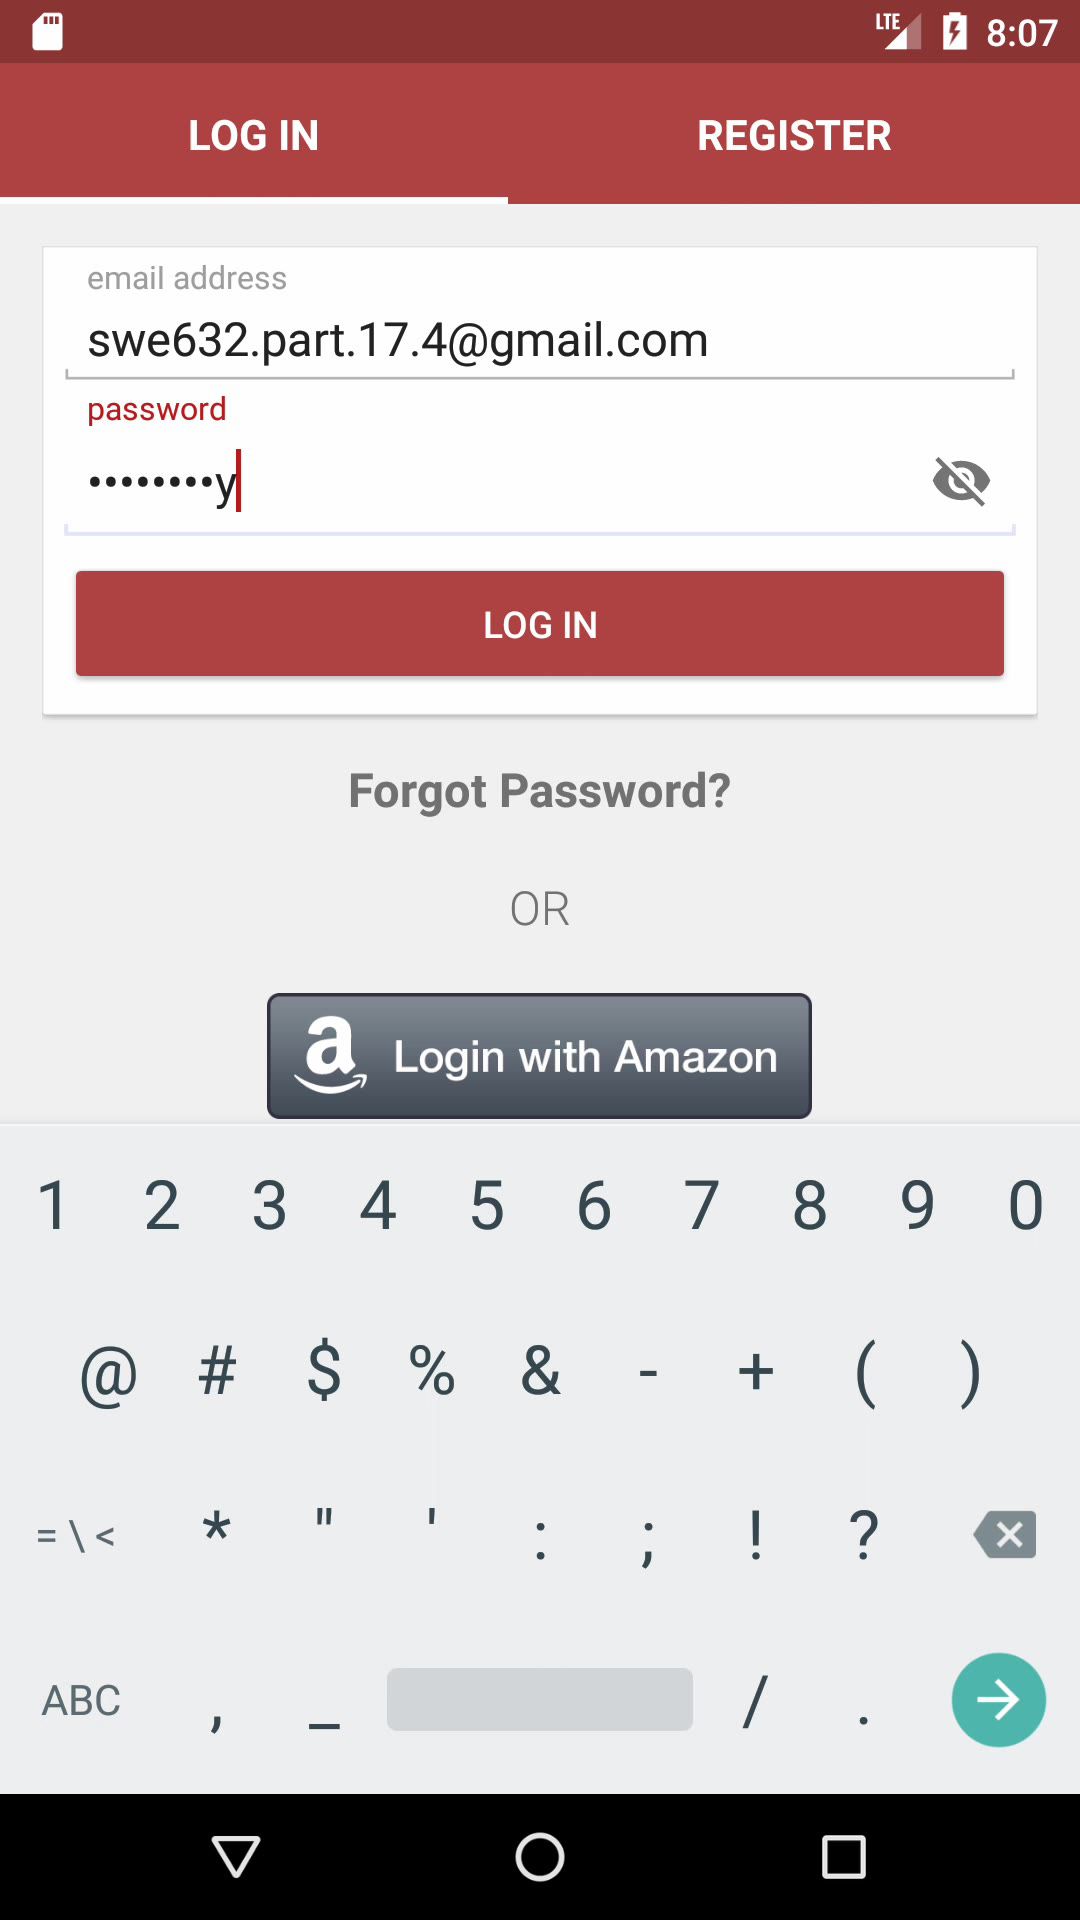 LTE 8:07
LOG IN REGISTER
email address
swe632.part.17.4@gmail.com
password
••••••••y
LOG IN
Forgot Password?
OR
a Login with Amazon
1 2 3 4 5 6 7 8 9 0
@ # $ % & - + ( )
= \ < * " ' : ; ! ?
ABC , _ / .